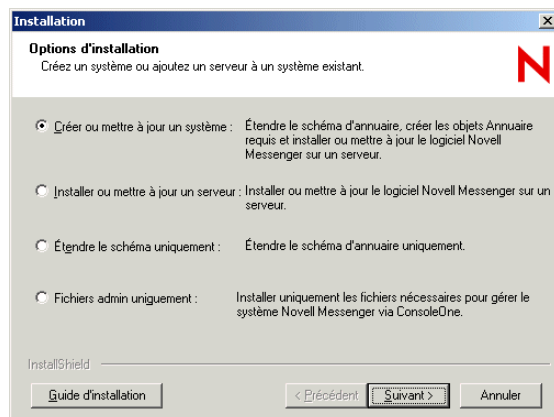 Installation
Options d'installation
Créez un système ou ajoutez un serveur à un système existant.
N
Créer ou mettre à jour un système : Étendre le schéma d'annuaire, créer les objets Annuaire
requis et installer ou mettre à jour le logiciel Novell
Messenger sur un serveur.
Installer ou mettre à jour un serveur : Installer ou mettre à jour le logiciel Novell Messenger sur un
serveur.
Étendre le schéma uniquement : Étendre le schéma d'annuaire uniquement.
Fichiers admin uniquement : Installer uniquement les fichiers nécessaires pour gérer le
système Novell Messenger via ConsoleOne.
InstallShield
Guide d'installation < Précédent Suivant > Annuler